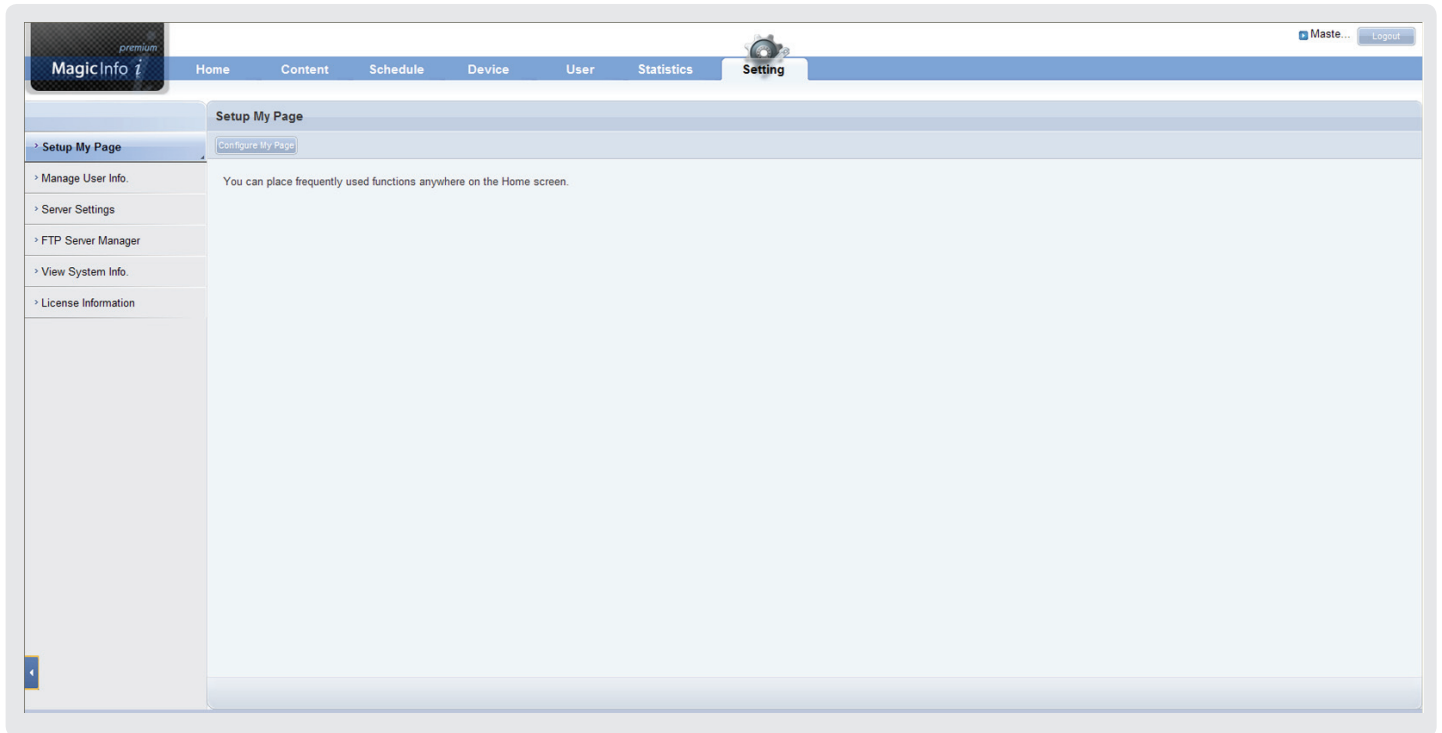 premium
MagicInfo i
Maste... Logout
Home Content Schedule Device User Statistics Setting
Setup My Page
Configure My Page
You can place frequently used functions anywhere on the Home screen.
Setup My Page
Manage User Info.
Server Settings
FTP Server Manager
View System Info.
License Information